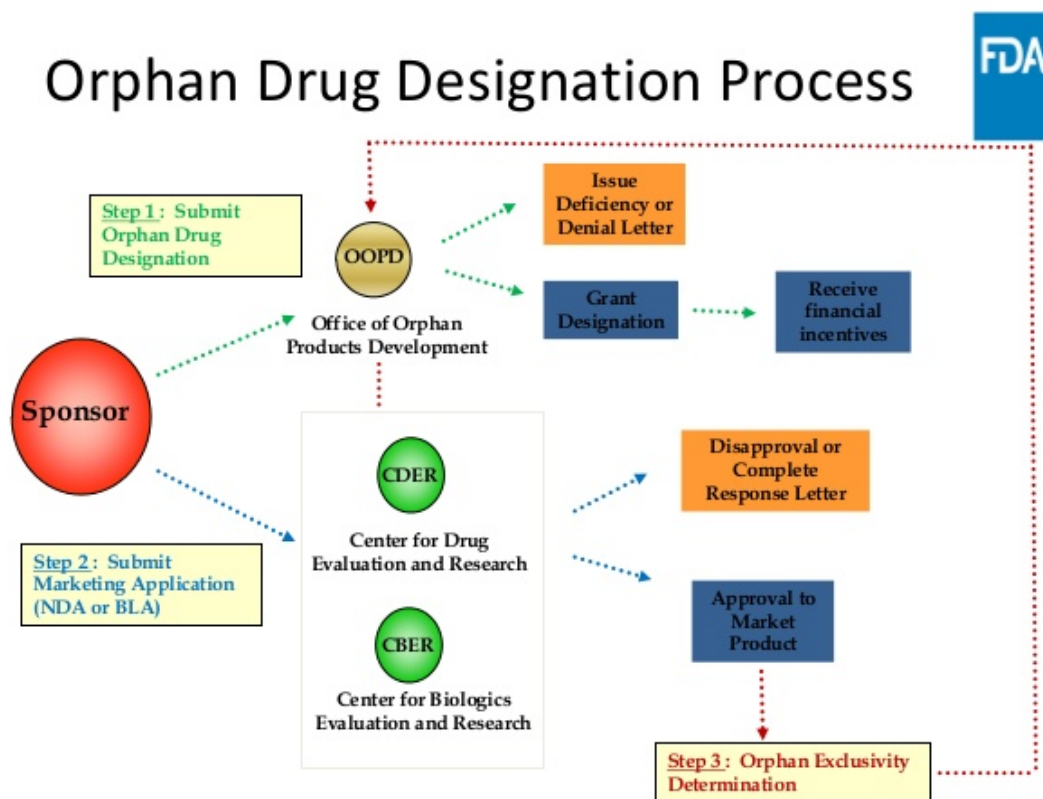 Orphan Drug Designation Process
FDA
Step 1: Submit
Orphan Drug
Designation
OOPD
Office of Orphan
Products Development
Issue
Deficiency or
Denial Letter
Grant
Designation
Receive
financial
incentives
Sponsor
Step 2: Submit
Marketing Application
(NDA or BLA)
CDER
Center for Drug
Evaluation and Research
CBER
Center for Biologics
Evaluation and Research
Disapproval or
Complete
Response Letter
Approval to
Market
Product
Step 3: Orphan Exclusivity
Determination